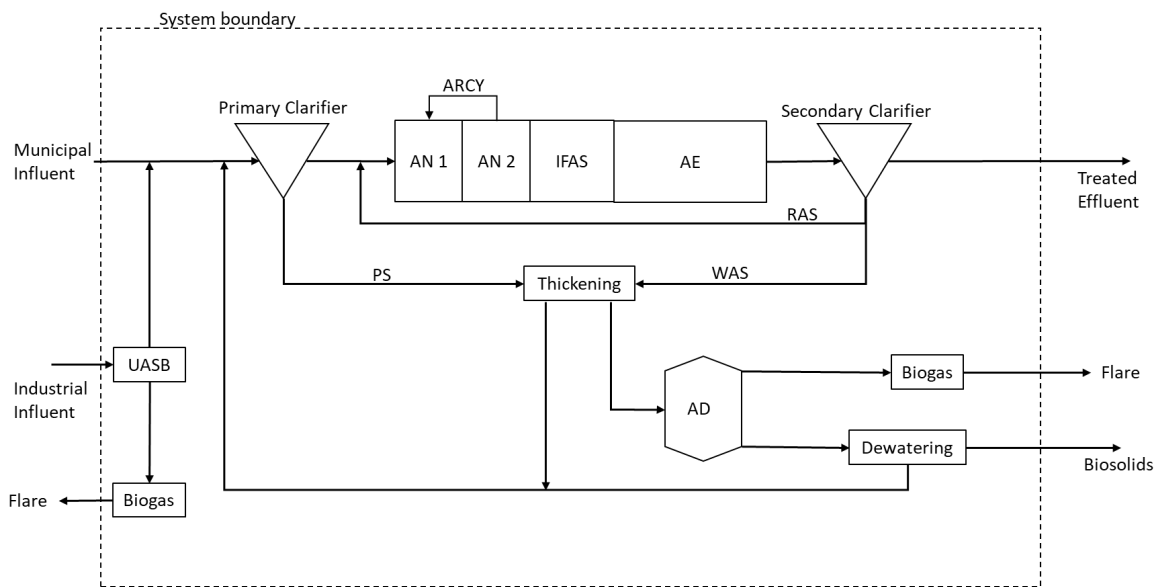 System boundary
ARCY
Primary Clarifier
Secondary Clarifier
Municipal
Influent
AN 1
AN 2
IFAS
AE
Treated
Effluent
RAS
PS
Thickening
WAS
UASB
Industrial
Influent
Biogas
Flare
AD
Dewatering
Biosolids
Flare
Biogas